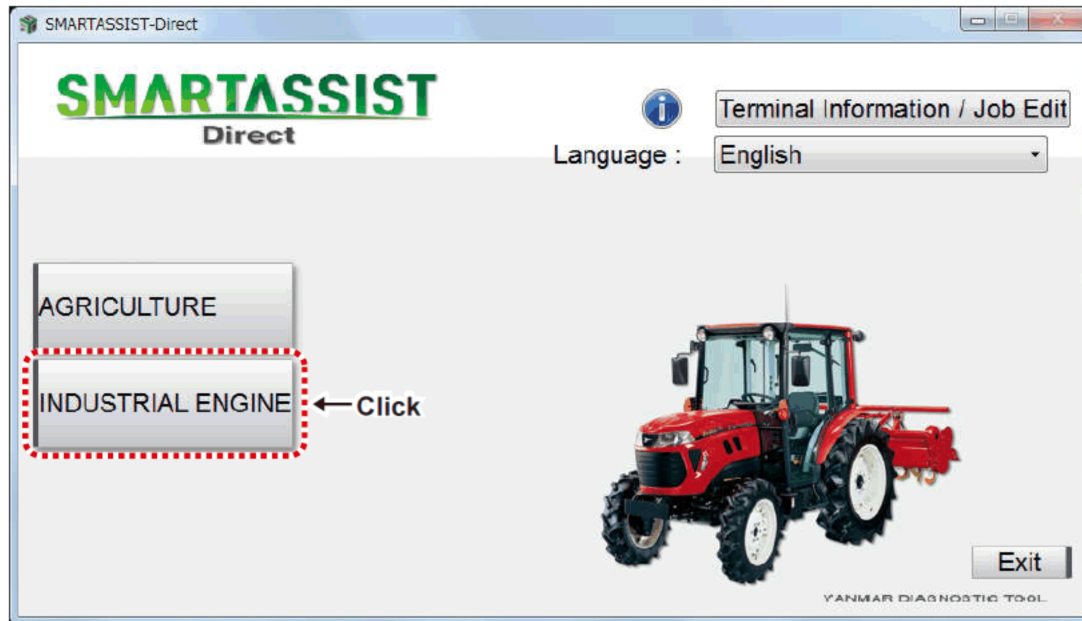 SMARTASSIST-Direct
SMARTASSIST
Direct
Terminal Information / Job Edit
Language :
English
AGRICULTURE
INDUSTRIAL ENGINE
←Click
Exit
YANMAR DIAGNOSTIC TOOL